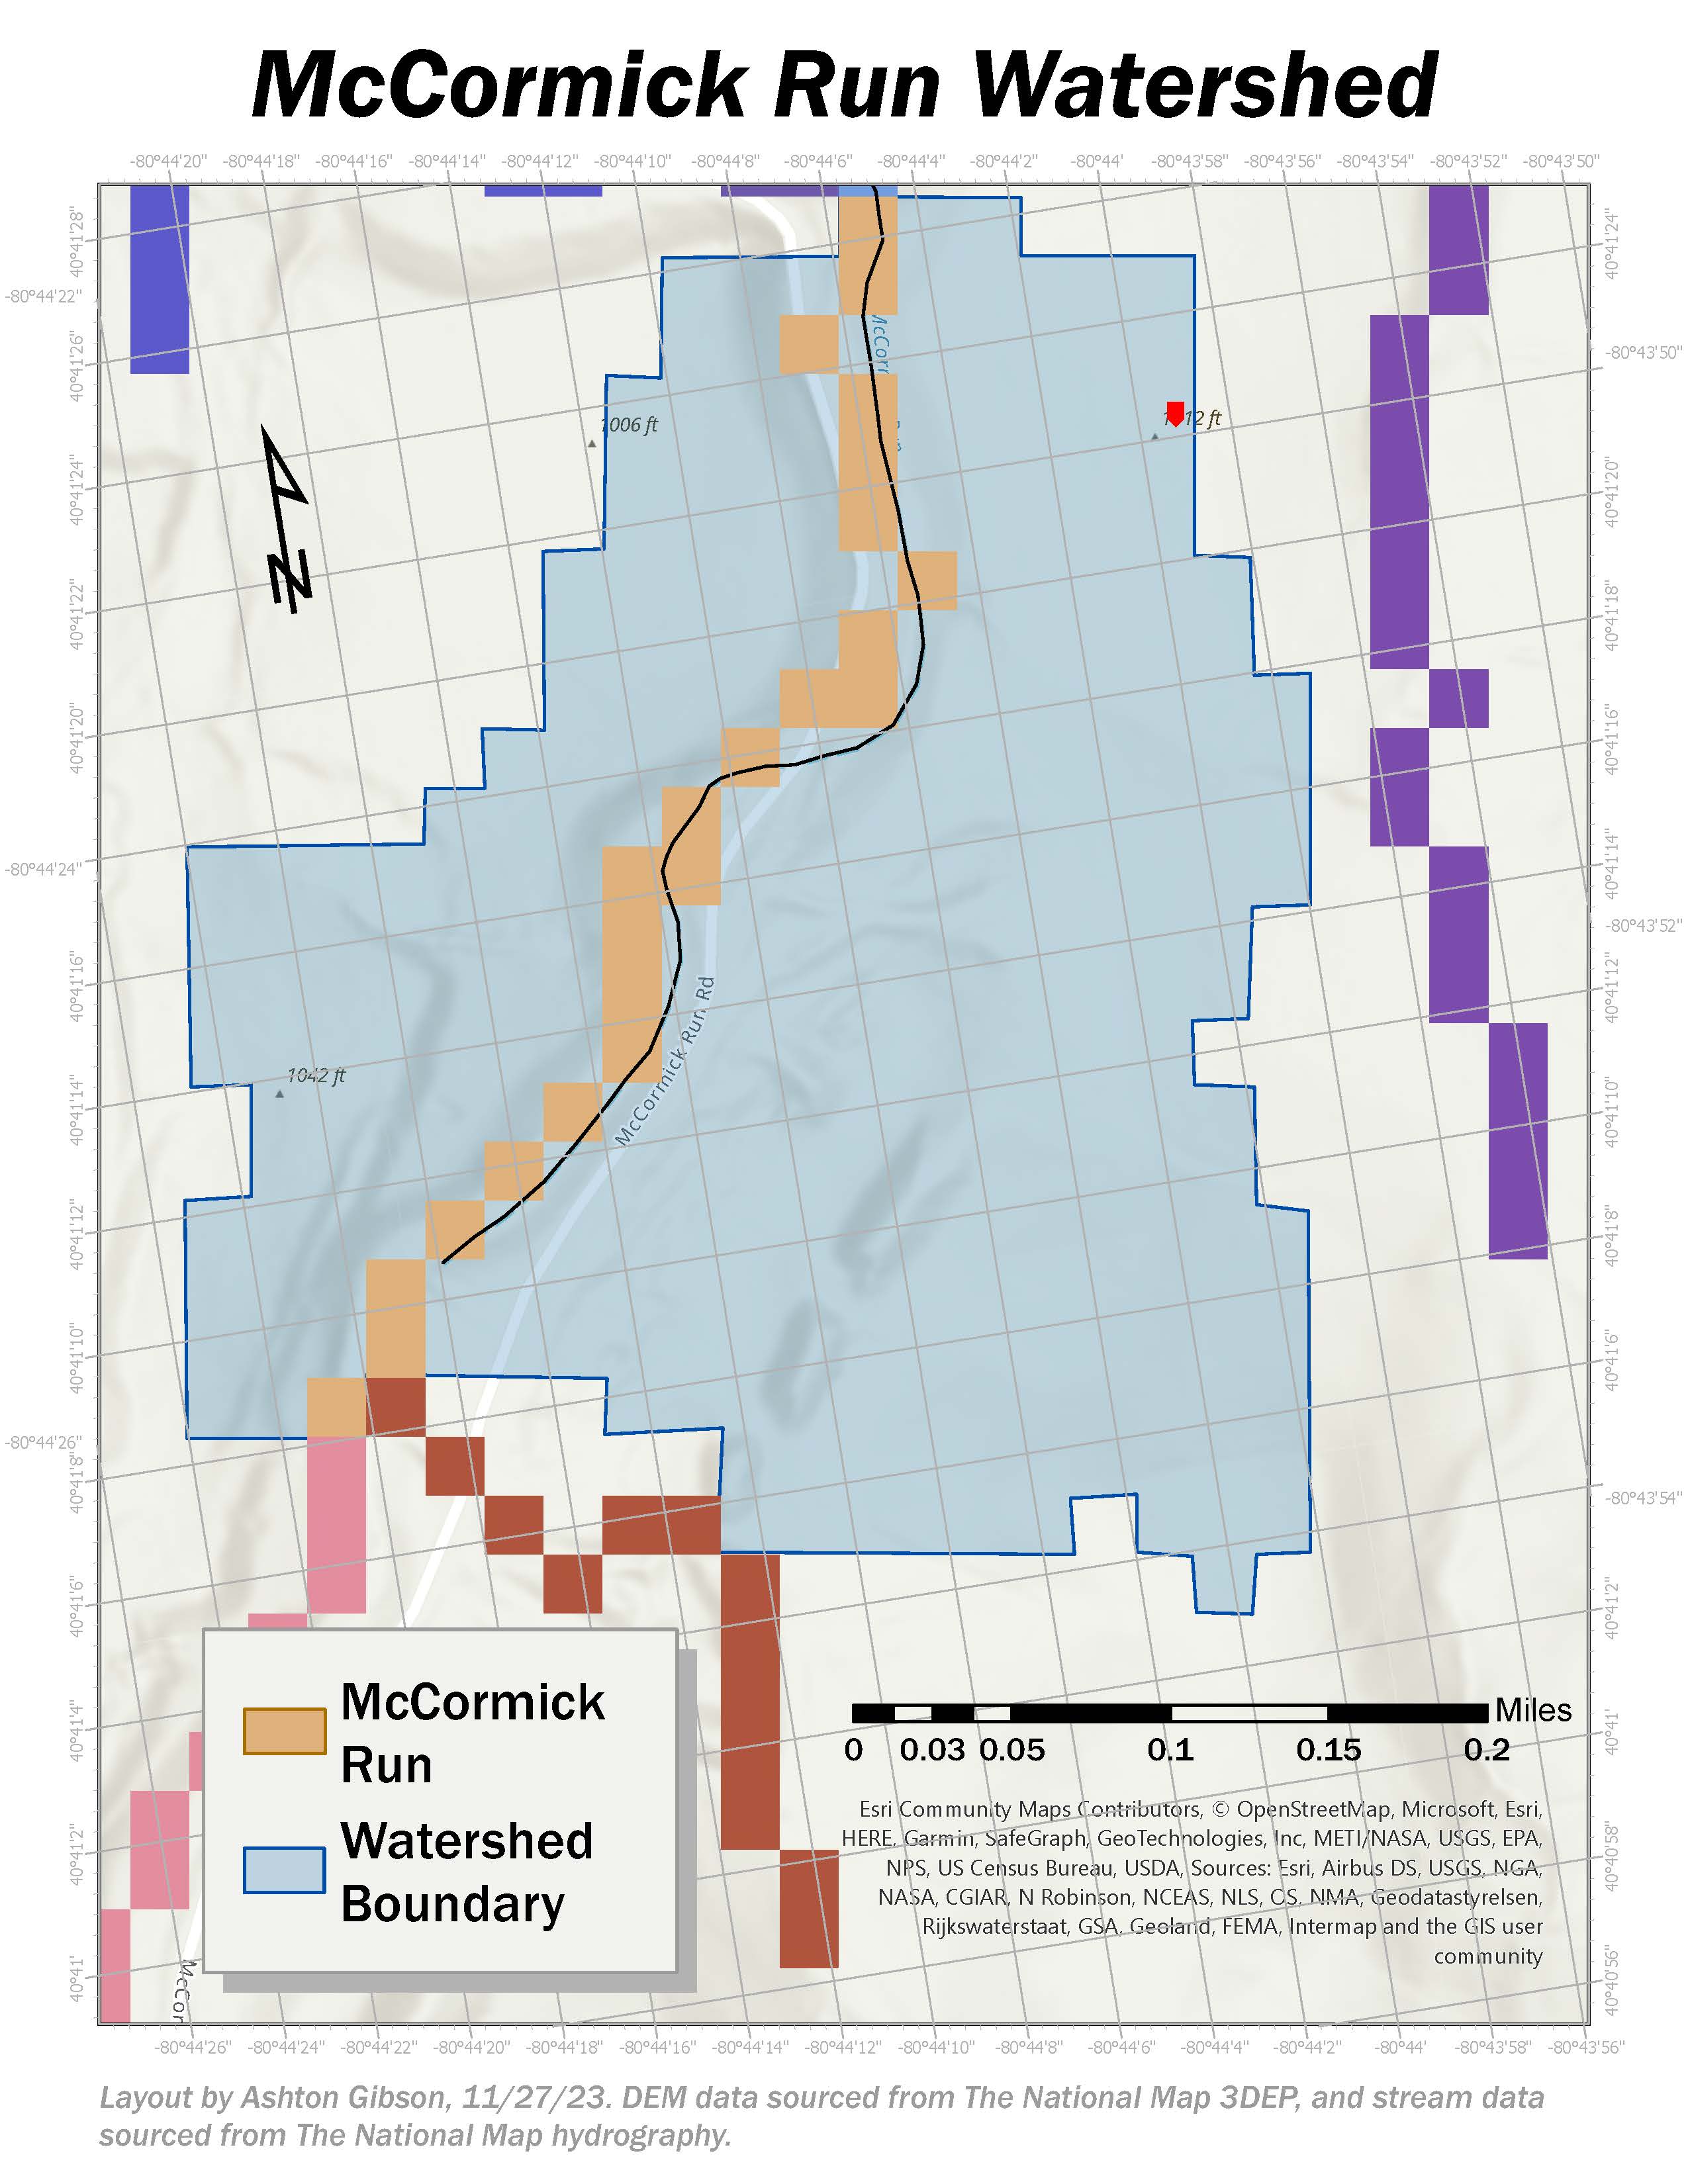 McCormick Run Watershed
-80°44'20" -80°44'18" -80°44'16" -80°44'14" -80°44'12" -80°44'10" -80°44'8" -80°44'6" -80°44'4" -80°44'2" -80°44' -80°43'58" -80°43'56" -80°43'54" -80°43'52" -80°43'50"
40°41'28"
40°41'24"
-80°44'22"
40°41'26"
-80°43'50"
McCorr
1006 ft
12 ft
40°41'24"
40°41'20"
N
40°41'22"
40°41'18"
40°41'20"
40°41'16"
-80°44'24"
40°41'14"
-80°43'52"
40°41'16"
40°41'12"
McCormick Run Rd
1042 ft
40°41'14"
40°41'10"
40°41'12"
40°41'8"
40°41'10"
40°41'6"
-80°44'26"
40°41'8"
-80°43'54"
40°41'6"
40°41'2"
40°41'4"
40°41'
40°41'2"
40°40'58"
40°41'
40°40'56"
McCormick
Run
Watershed
Boundary
Miles
0 0.03 0.05 0.1 0.15 0.2
Esri Community Maps Contributors, © OpenStreetMap, Microsoft, Esri,
HERE, Garmin, SafeGraph, GeoTechnologies, Inc, METI/NASA, USGS, EPA,
NPS, US Census Bureau, USDA, Sources: Esri, Airbus DS, USGS, NGA,
NASA, CGIAR, N Robinson, NCEAS, NLS, OS, NMA, Geodatastyrelsen,
Rijkswaterstaat, GSA, Geoland, FEMA, Intermap and the GIS user
community
McCor
-80°44'26" -80°44'24" -80°44'22" -80°44'20" -80°44'18" -80°44'16" -80°44'14" -80°44'12" -80°44'10" -80°44'8" -80°44'6" -80°44'4" -80°44'2" -80°44' -80°43'58" -80°43'56"
Layout by Ashton Gibson, 11/27/23. DEM data sourced from The National Map 3DEP, and stream data
sourced from The National Map hydrography.